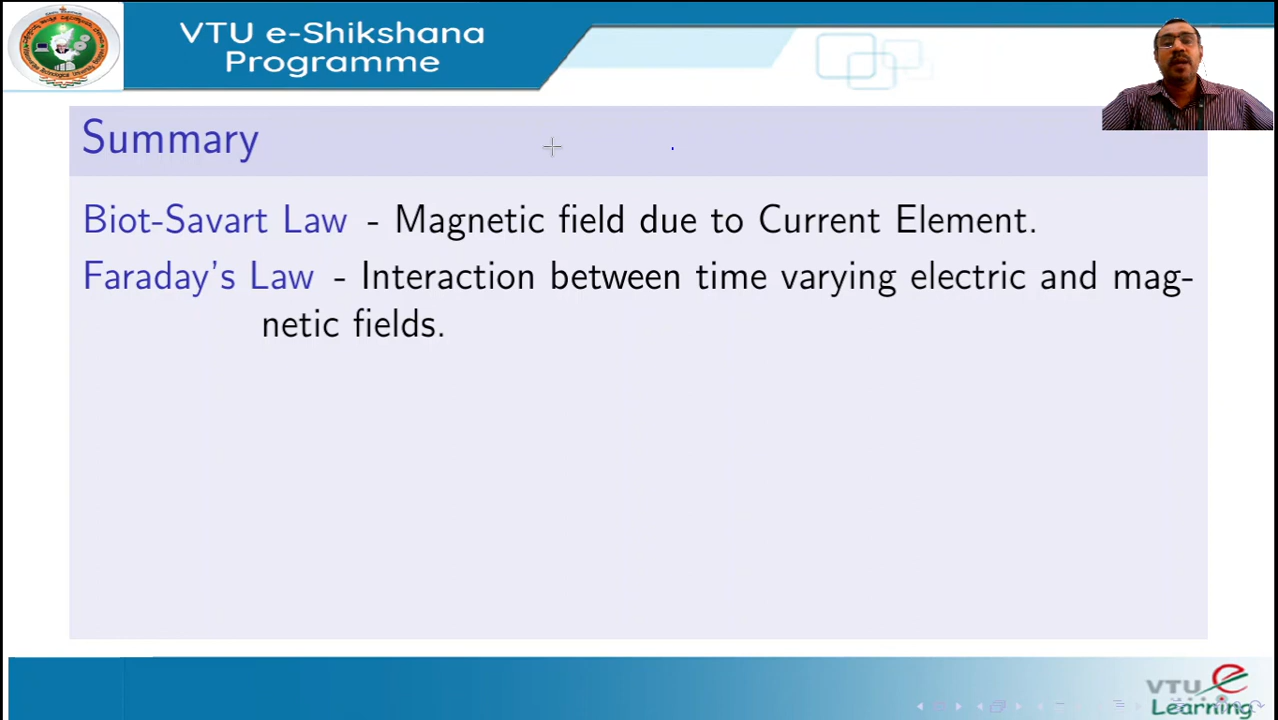 VTU e-Shikshana
Programme
Summary
Biot-Savart Law - Magnetic field due to Current Element.
Faraday's Law - Interaction between time varying electric and mag-
netic fields.
VTU e
Learning